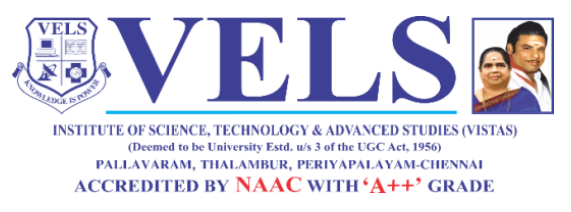 VELS
KNOWLEDGE IS POWER
VELS
INSTITUTE OF SCIENCE, TECHNOLOGY & ADVANCED STUDIES (VISTAS)
(Deemed to be University Estd. u/s 3 of the UGC Act, 1956)
PALLAVARAM, THALAMBUR, PERIYAPALAYAM-CHENNAI
ACCREDITED BY NAAC WITH ‘A++’ GRADE